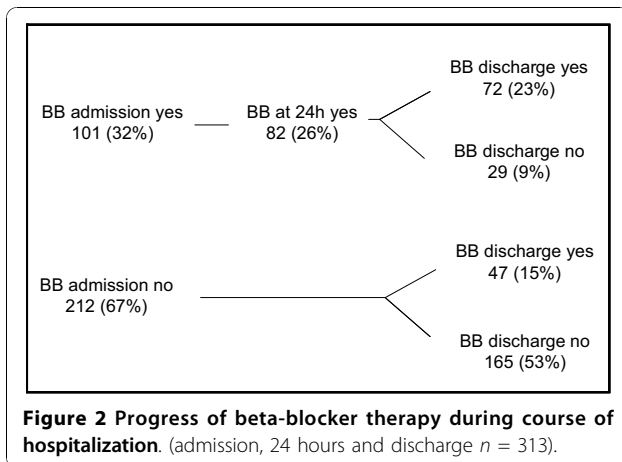 BB discharge yes
72 (23%)
BB admission yes
101 (32%)
BB at 24h yes
82 (26%)
BB discharge no
29 (9%)
BB discharge yes
47 (15%)
BB admission no
212 (67%)
BB discharge no
165 (53%)
Figure 2 Progress of beta-blocker therapy during course of
hospitalization. (admission, 24 hours and discharge n = 313).